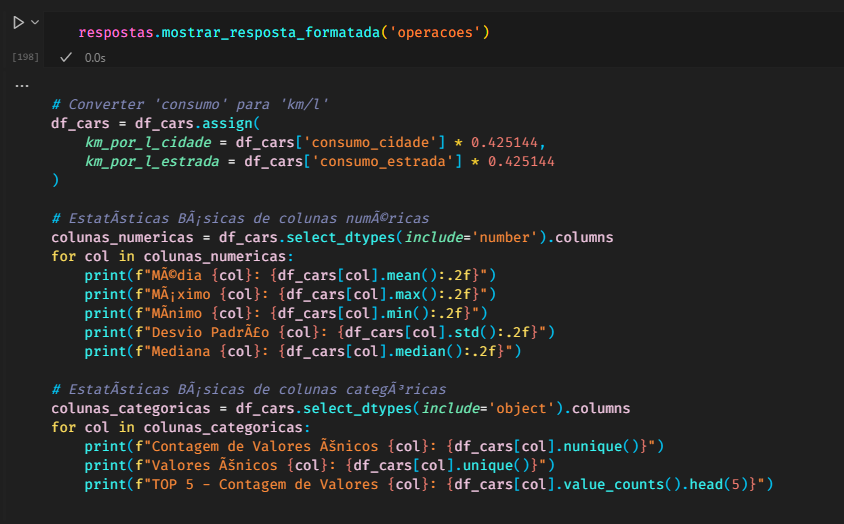 respostas.mostrar_resposta_formatada('operacoes')
[198]
0.0s
...
# Converter 'consumo' para 'km/l'
df_cars = df_cars.assign(
    km_por_l_cidade = df_cars['consumo_cidade'] * 0.425144,
    km_por_l_estrada = df_cars['consumo_estrada'] * 0.425144
)
# EstatÃsticas BÃ¡sicas de colunas numÃ©ricas
colunas_numericas = df_cars.select_dtypes(include='number').columns
for col in colunas_numericas:
    print(f"MÃ©dia {col}: {df_cars[col].mean():.2f}")
    print(f"MÃ¡ximo {col}: {df_cars[col].max():.2f}")
    print(f"MÃnimo {col}: {df_cars[col].min():.2f}")
    print(f"Desvio PadrÃ£o {col}: {df_cars[col].std():.2f}")
    print(f"Mediana {col}: {df_cars[col].median():.2f}")
# EstatÃsticas BÃ¡sicas de colunas categÃ³ricas
colunas_categoricas = df_cars.select_dtypes(include='object').columns
for col in colunas_categoricas:
    print(f"Contagem de Valores Ãšnicos {col}: {df_cars[col].nunique()}")
    print(f"Valores Ãšnicos {col}: {df_cars[col].unique()}")
    print(f"TOP 5 - Contagem de Valores {col}: {df_cars[col].value_counts().head(5)}")